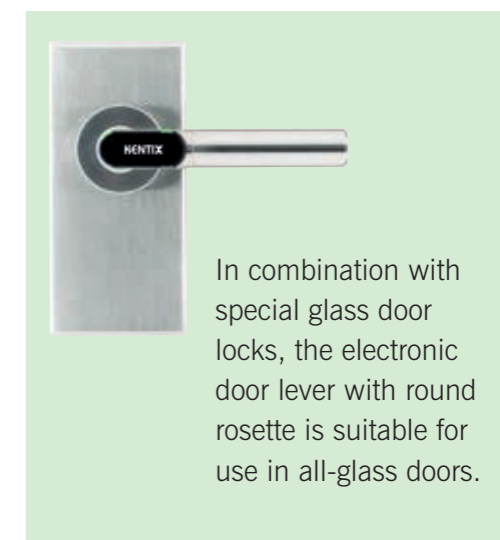 KENTIX
In combination with
special glass door
locks, the electronic
door lever with round
rosette is suitable for
use in all-glass doors.